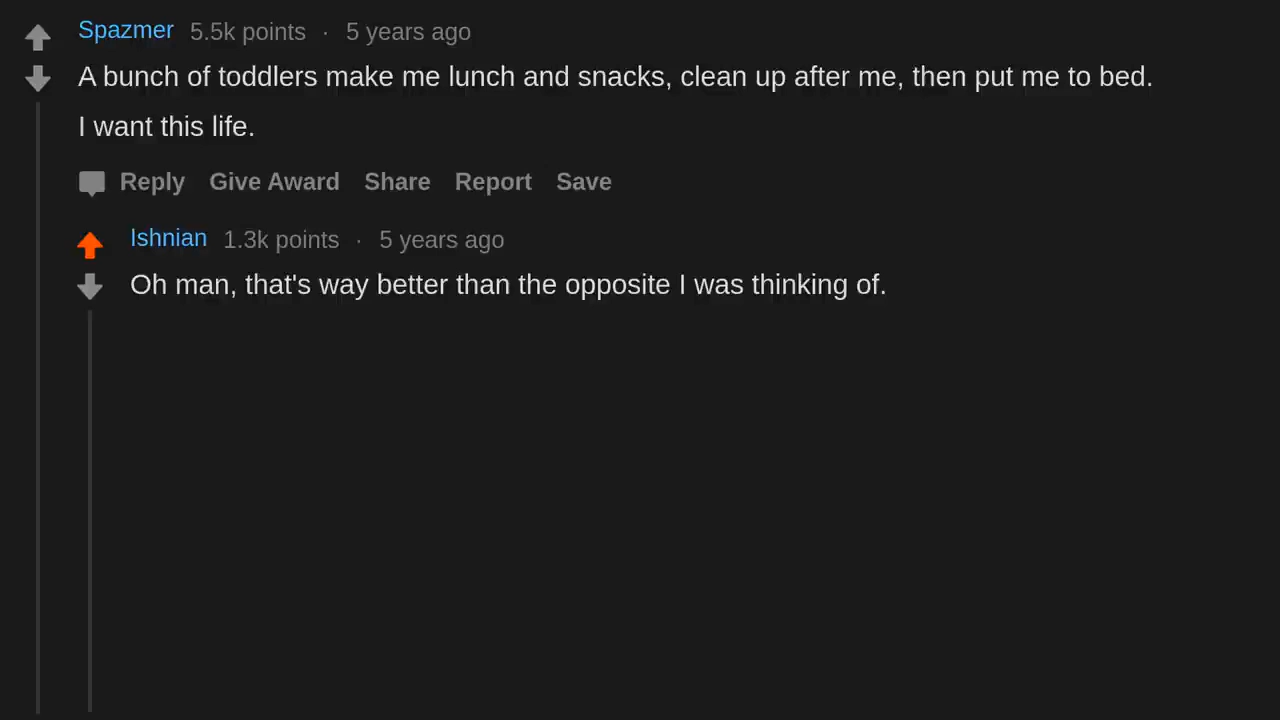 Spazmer 5.5k points · 5 years ago
A bunch of toddlers make me lunch and snacks, clean up after me, then put me to bed.
I want this life.
Reply Give Award Share Report Save
Ishnian 1.3k points · 5 years ago
Oh man, that's way better than the opposite I was thinking of.